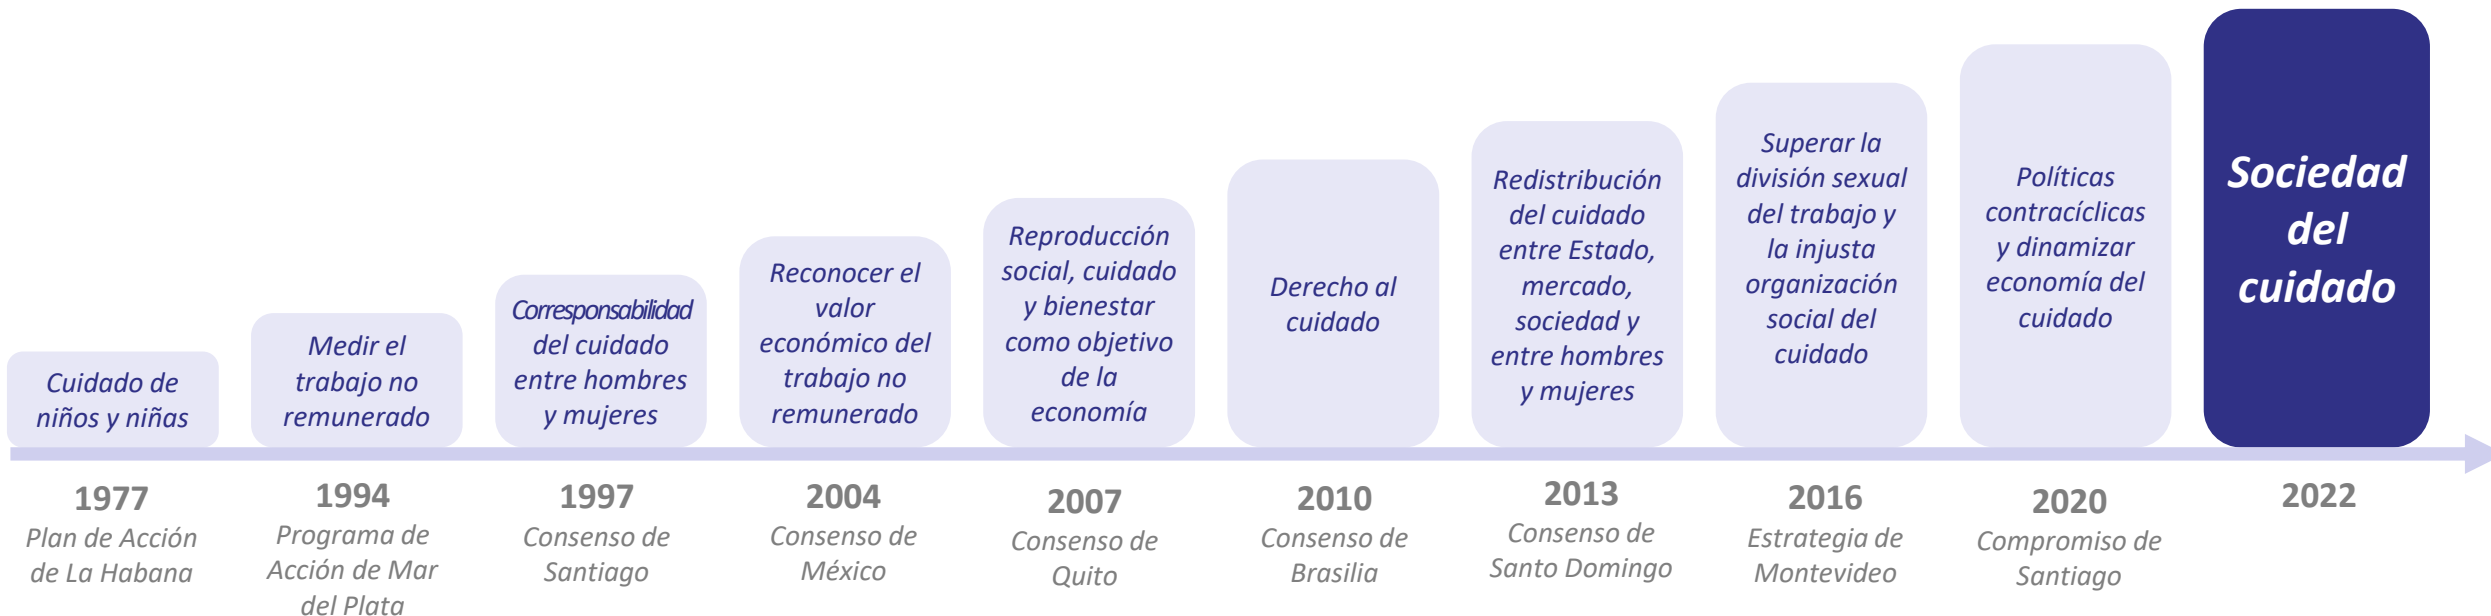 Cuidado de
niños y niñas
Medir el
trabajo no
remunerado
Corresponsabilidad
del cuidado
entre hombres
y mujeres
Reconocer el
valor
económico del
trabajo no
remunerado
Reproducción
social, cuidado
y bienestar
como objetivo
de la
economía
Derecho al
cuidado
Redistribución
del cuidado
entre Estado,
mercado,
sociedad y
entre hombres
y mujeres
Superar la
división sexual
del trabajo y
la injusta
organización
social del
cuidado
Políticas
contracíclicas
y dinamizar
economía del
cuidado
Sociedad
del
cuidado
1977
Plan de Acción
de La Habana
1994
Programa de
Acción de Mar
del Plata
1997
Consenso de
Santiago
2004
Consenso de
México
2007
Consenso de
Quito
2010
Consenso de
Brasilia
2013
Consenso de
Santo Domingo
2016
Estrategia de
Montevideo
2020
Compromiso de
Santiago
2022